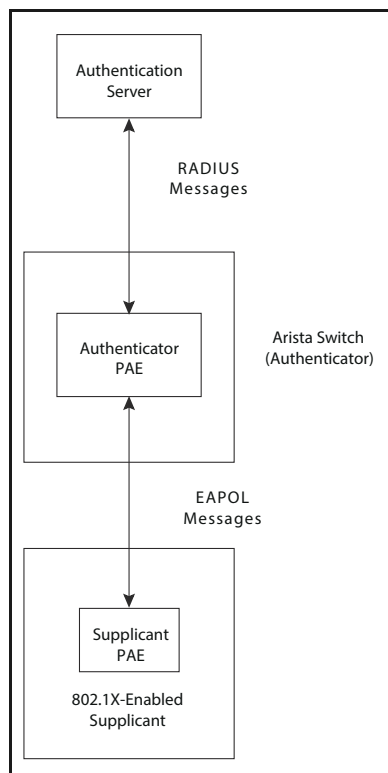 Authentication
Server
RADIUS
Messages
Authenticator
PAE
Arista Switch
(Authenticator)
EAPOL
Messages
Supplicant
PAE
802.1X-Enabled
Supplicant